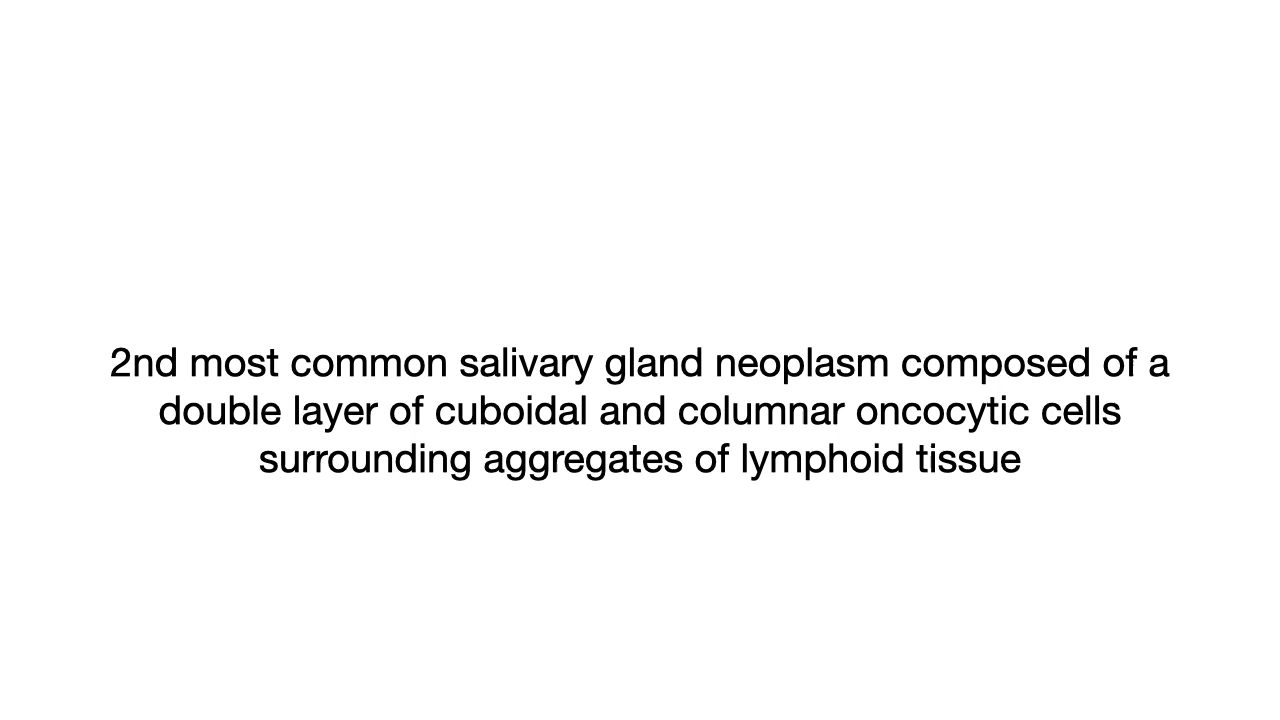 2nd most common salivary gland neoplasm composed of a
double layer of cuboidal and columnar oncocytic cells
surrounding aggregates of lymphoid tissue